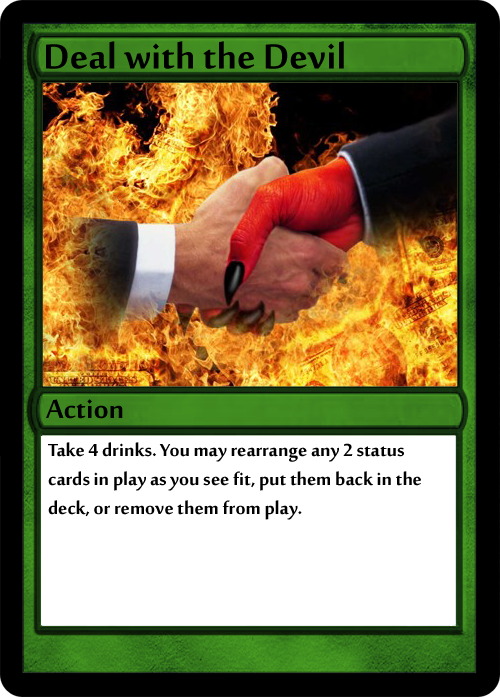 Deal with the Devil
Action
Take 4 drinks. You may rearrange any 2 status
cards in play as you see fit, put them back in the
deck, or remove them from play.